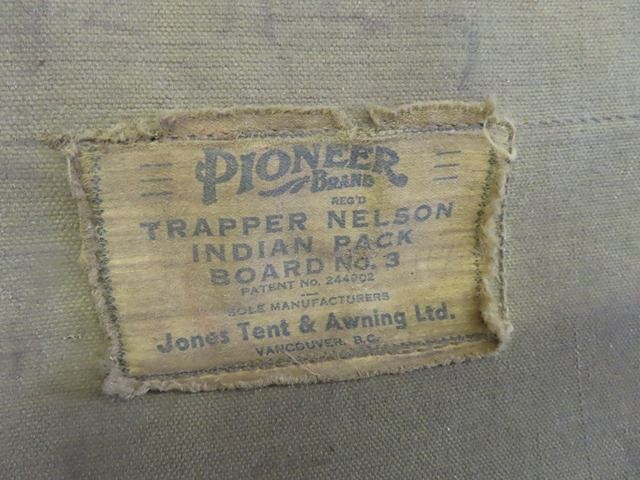 PIONEER
BRAND
REG'D
TRAPPER NELSON
INDIAN PACK
BOARD No. 3
PATENT No. 244902
SOLE MANUFACTURERS
Jones Tent & Awning Ltd.
VANCOUVER, B.C.